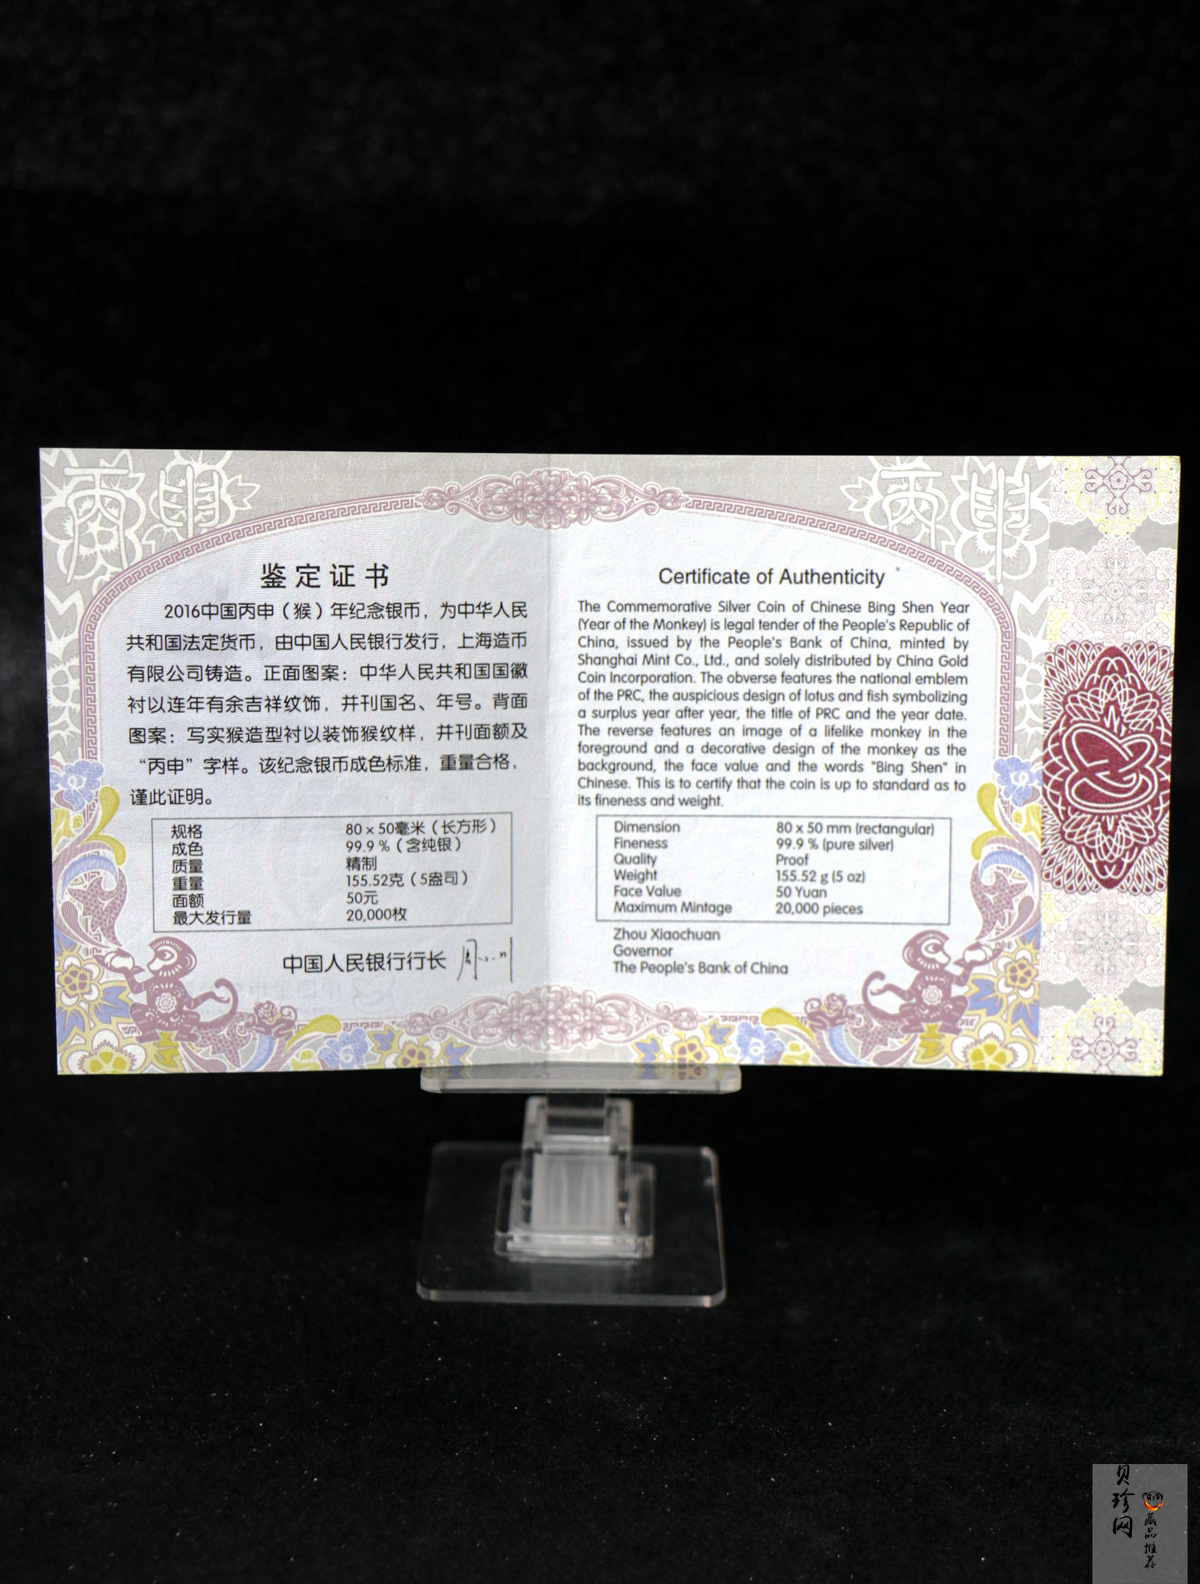 丙申
丙申
鉴定证书
2016中国丙申（猴）年纪念银币，为中华人民
共和国法定货币，由中国人民银行发行，上海造币
有限公司铸造。正面图案：中华人民共和国国徽
衬以连年有余吉祥纹饰，并刊国名、年号。背面
图案：写实猴造型衬以装饰猴纹样，并刊面额及
“丙申”字样。该纪念银币成色标准，重量合格，
谨此证明。
规格 80×50毫米（长方形）
成色 99.9％（含纯银）
质量 精制
重量 155.52克（5盎司）
面额 50元
最大发行量 20,000枚
中国人民银行行长
Certificate of Authenticity
The Commemorative Silver Coin of Chinese Bing Shen Year
(Year of the Monkey) is legal tender of the People's Republic of
China, issued by the People's Bank of China, minted by
Shanghai Mint Co., Ltd., and solely distributed by China Gold
Coin Incorporation. The obverse features the national emblem
of the PRC, the auspicious design of lotus and fish symbolizing
a surplus year after year, the title of PRC and the year date.
The reverse features an image of a lifelike monkey in the
foreground and a decorative design of the monkey as the
background, the face value and the words "Bing Shen" in
Chinese. This is to certify that the coin is up to standard as to
its fineness and weight.
Dimension 80 x 50 mm (rectangular)
Fineness 99.9 % (pure silver)
Quality Proof
Weight 155.52 g (5 oz)
Face Value 50 Yuan
Maximum Mintage 20,000 pieces
Zhou Xiaochuan
Governor
The People's Bank of China
贝珍网
藏品推荐